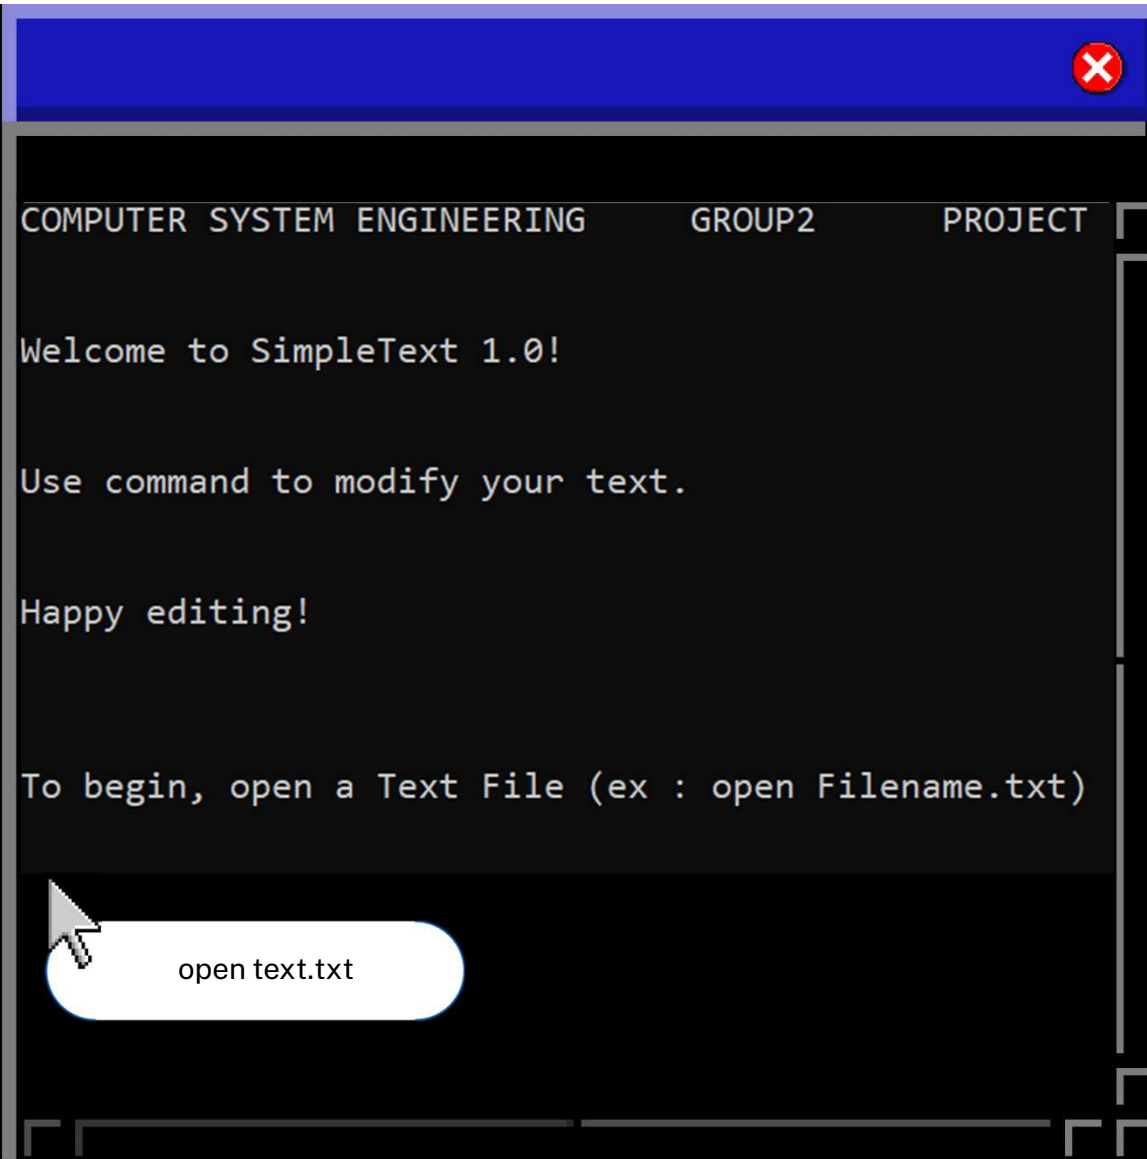 COMPUTER SYSTEM ENGINEERING GROUP2 PROJECT
Welcome to SimpleText 1.0!
Use command to modify your text.
Happy editing!
To begin, open a Text File (ex : open Filename.txt)
open text.txt